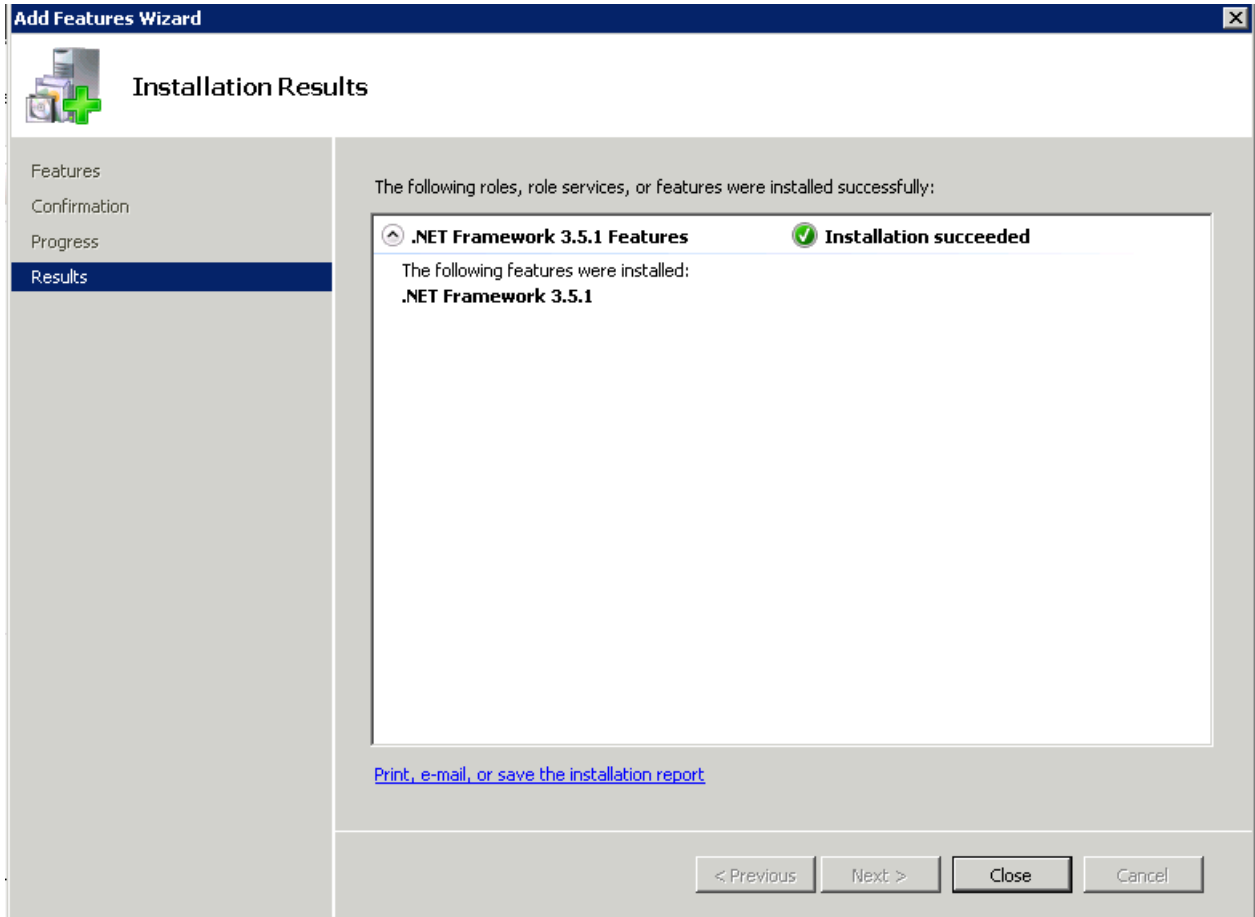 Add Features Wizard
Installation Results
Features
Confirmation
Progress
Results
The following roles, role services, or features were installed successfully:
.NET Framework 3.5.1 Features
Installation succeeded
The following features were installed:
.NET Framework 3.5.1
Print, e-mail, or save the installation report
< Previous
Next >
Close
Cancel